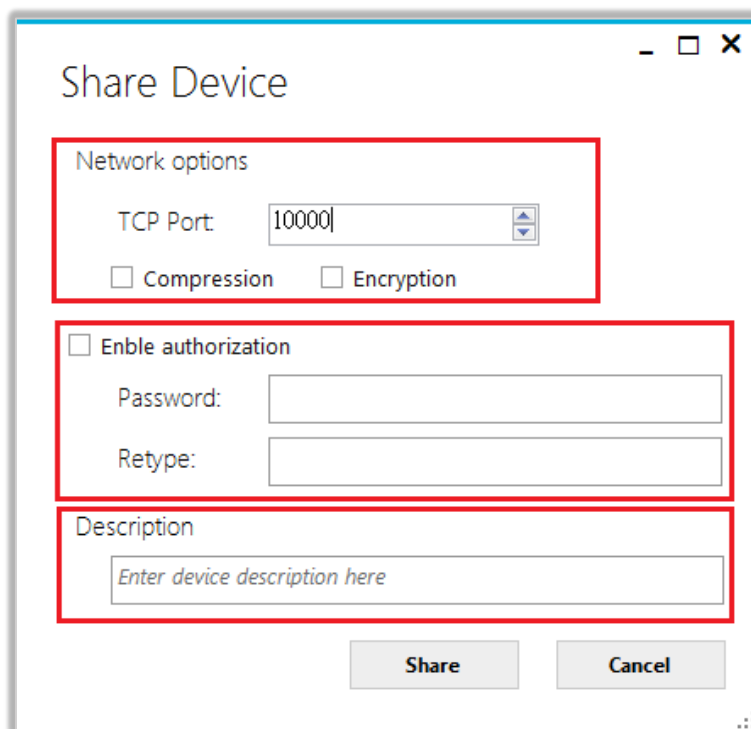 Share Device
Network options
TCP Port: 10000
Compression Encryption
Enble authorization
Password:
Retype:
Description
Enter device description here
Share Cancel